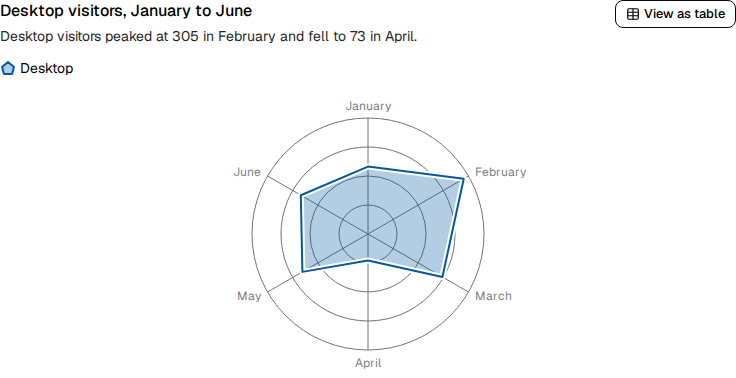 Desktop visitors, January to June
View as table
Desktop visitors peaked at 305 in February and fell to 73 in April.
Desktop
January
June
February
May
March
April